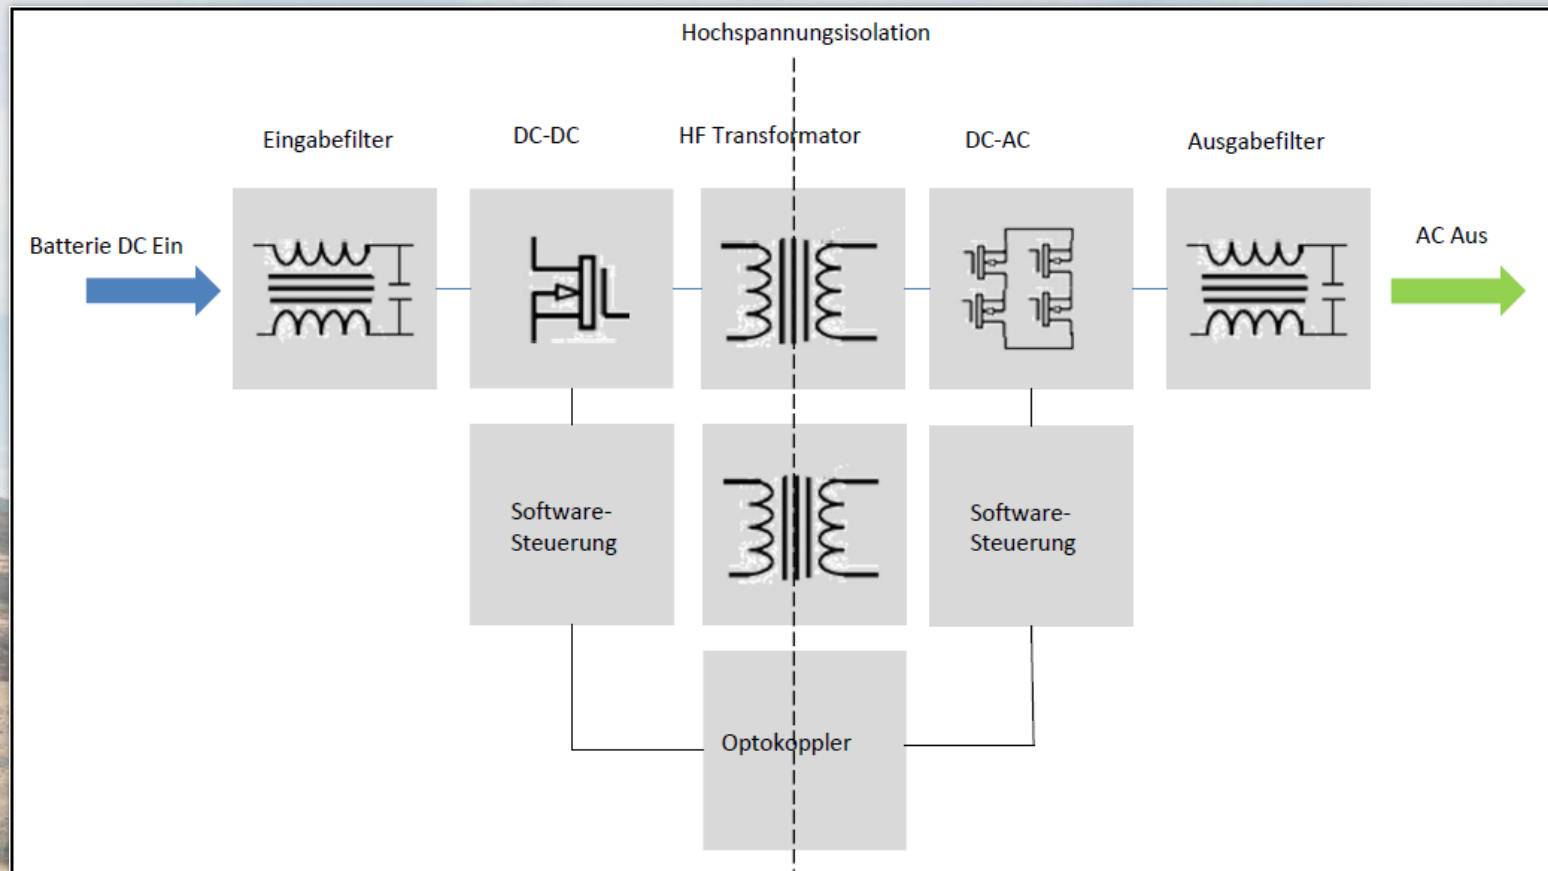 Hochspannungsisolation
Eingabefilter
DC-DC
HF Transformator
DC-AC
Ausgabefilter
Batterie DC Ein
AC Aus
Software-
Steuerung
Software-
Steuerung
Optokoppler